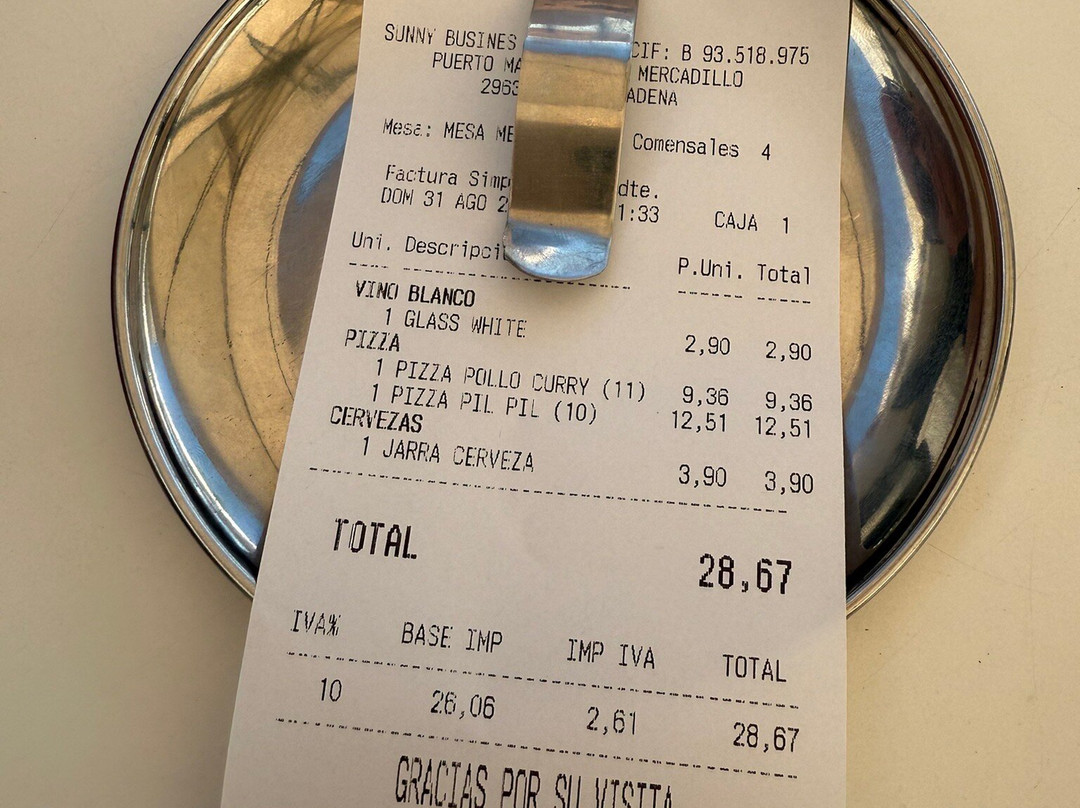 SUNNY BUSINES CIF: B 93.518.975
PUERTO MA MERCADILLO
2963 ADENA
Mesa: MESA ME Comensales 4
Factura Simp dte.
DOM 31 AGO 2 1:33 CAJA 1
Uni. Descripci P.Uni. Total
VINO BLANCO
1 GLASS WHITE 2,90 2,90
PIZZA
1 PIZZA POLLO CURRY (11) 9,36 9,36
1 PIZZA PIL PIL (10) 12,51 12,51
CERVEZAS
1 JARRA CERVEZA 3,90 3,90
TOTAL 28,67
IVA% BASE IMP IMP IVA TOTAL
10 26,06 2,61 28,67
GRACIAS POR SU VISITA